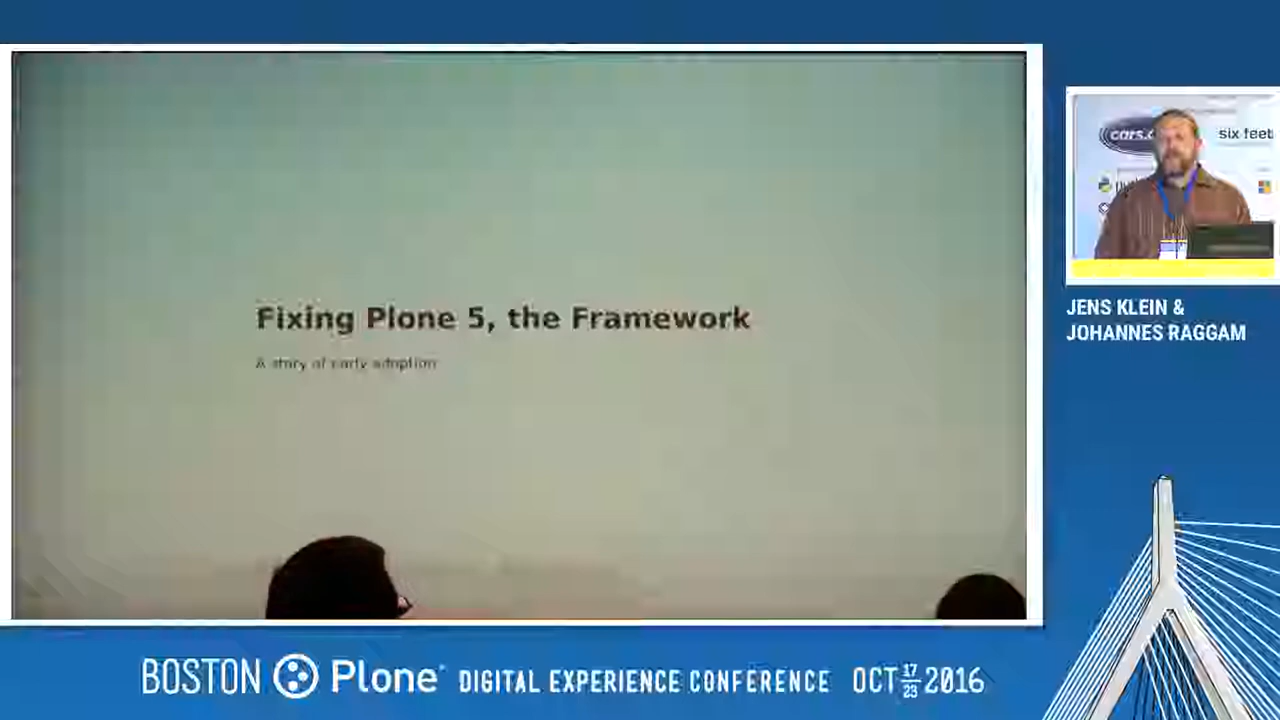 Fixing Plone 5, the Framework
A story of early adoption
cars.c
six feet
JENS KLEIN &
JOHANNES RAGGAM
BOSTON Plone DIGITAL EXPERIENCE CONFERENCE OCT 17 23 2016